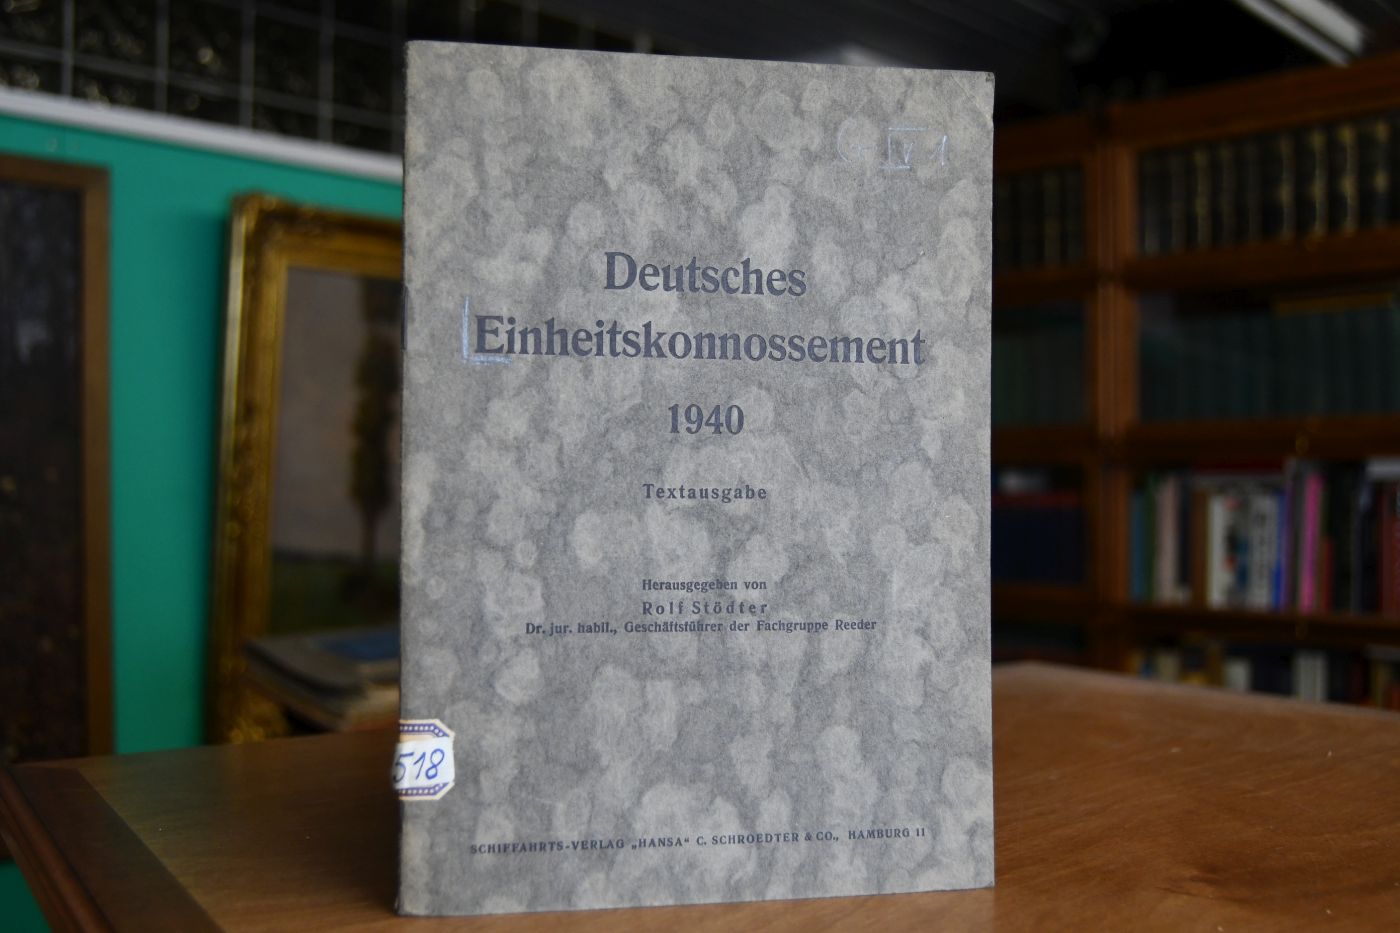 G IV 1
Deutsches
Einheitskonnossement
1940
Textausgabe
Herausgegeben von
Rolf Stödter
Dr. jur. habil., Geschäftsführer der Fachgruppe Reeder
518
SCHIFFAHRTS-VERLAG „HANSA“ C. SCHROEDTER & CO., HAMBURG 11